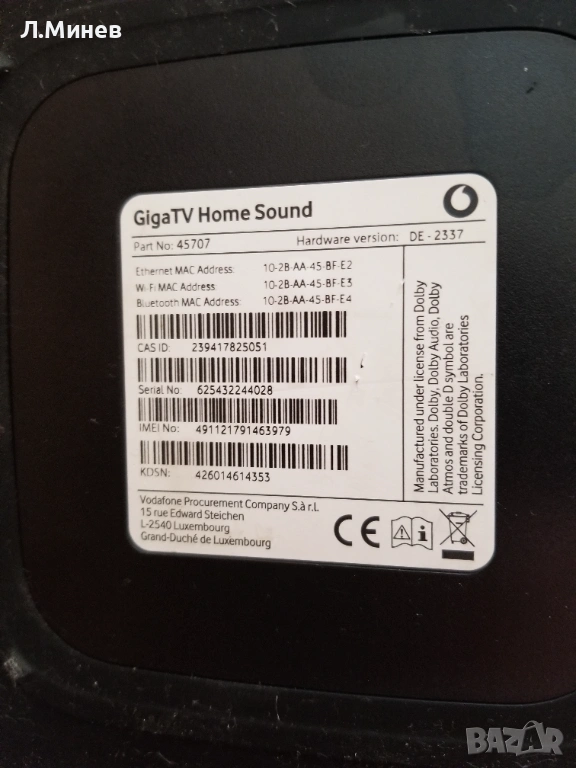 Л.Минев
GigaTV Home Sound
Part No: 45707 Hardware version: DE - 2337
Ethernet MAC Address: 10-2B-AA-45-BF-E2
Wi-Fi MAC Address: 10-2B-AA-45-BF-E3
Bluetooth MAC Address: 10-2B-AA-45-BF-E4
CAS ID: 239417825051
Serial No: 625432244028
IMEI No: 491121791463979
KDSN: 426014614353
Manufactured under license from Dolby
Laboratories. Dolby, Dolby Audio, Dolby
Atmos and double D symbol are
trademarks of Dolby Laboratories
Licensing Corporation.
Vodafone Procurement Company S.à r.l.
15 rue Edward Steichen
L-2540 Luxembourg
Grand-Duché de Luxembourg
CE
BAZAR